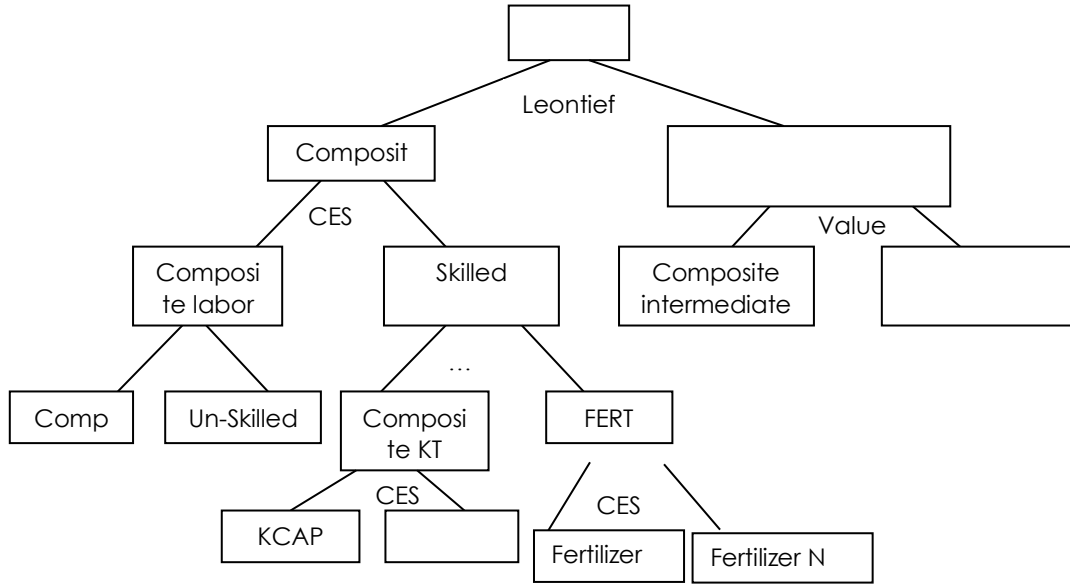 Leontief
Composit
CES
Value
Composi
te labor
Skilled
Composite
intermediate
...
Comp
Un-Skilled
Composi
te KT
FERT
CES
KCAP
CES
Fertilizer
Fertilizer N